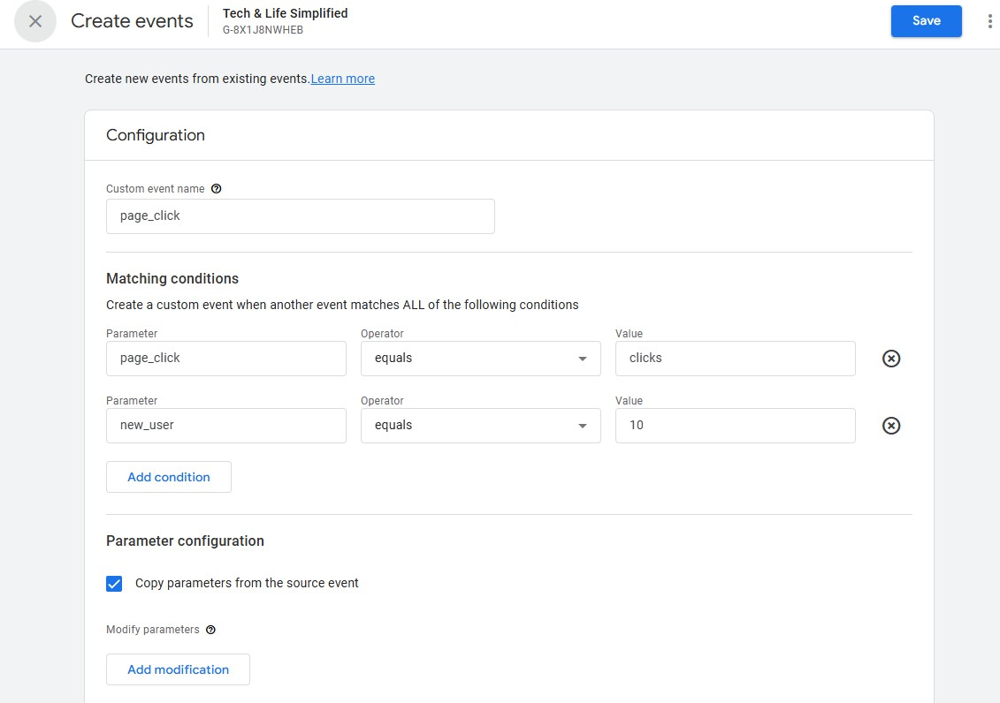 Create events
Tech & Life Simplified
G-8X1J8NWHEB
Save
Create new events from existing events.Learn more
Configuration
Custom event name
page_click
Matching conditions
Create a custom event when another event matches ALL of the following conditions
Parameter Operator Value
page_click equals clicks
Parameter Operator Value
new_user equals 10
Add condition
Parameter configuration
Copy parameters from the source event
Modify parameters
Add modification